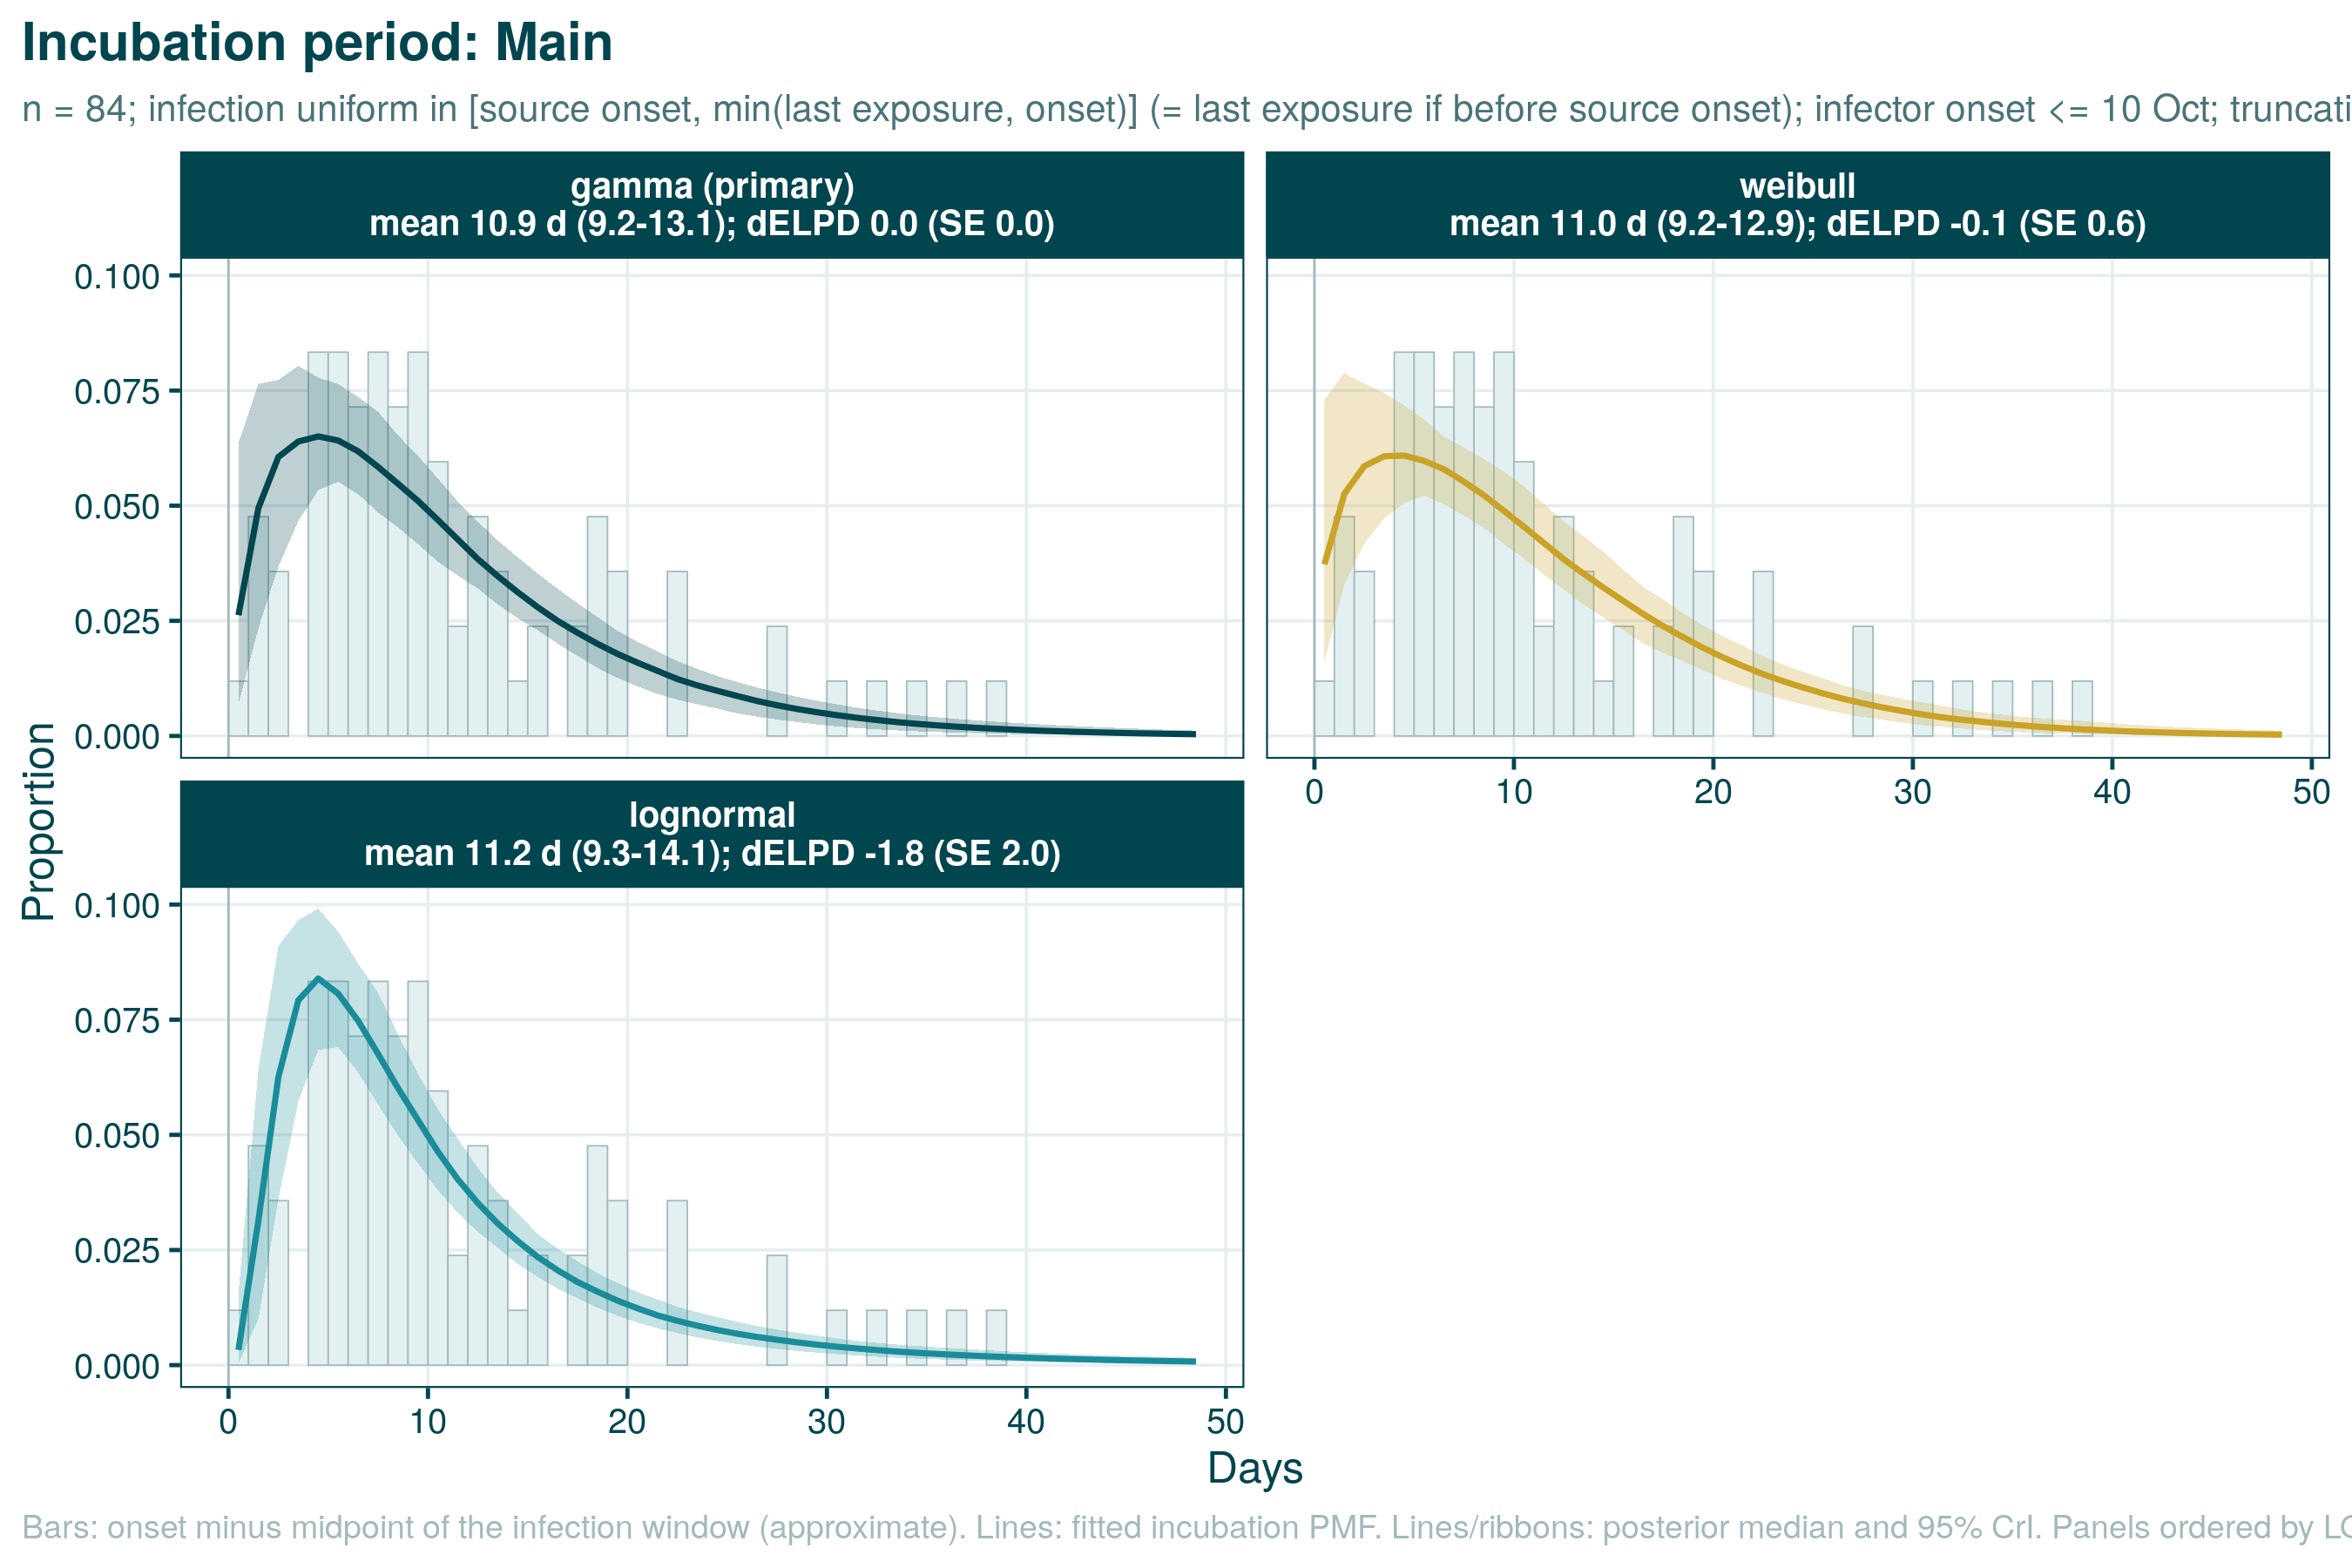 Incubation period: Main
n = 84; infection uniform in [source onset, min(last exposure, onset)] (= last exposure if before source onset); infector onset <= 10 Oct;
gamma (primary)
mean 10.9 d (9.2-13.1); dELPD 0.0 (SE 0.0)
weibull
mean 11.0 d (9.2-12.9); dELPD -0.1 (SE 0.6)
0.100
0.075
0.050
0.025
0.000
0 10 20 30 40 50
lognormal
mean 11.2 d (9.3-14.1); dELPD -1.8 (SE 2.0)
Proportion
0.100
0.075
0.050
0.025
0.000
0 10 20 30 40 50
Days
Bars: onset minus midpoint of the infection window (approximate). Lines: fitted incubation PMF. Lines/ribbons: posterior median and 95% CrI. Panels ordered by